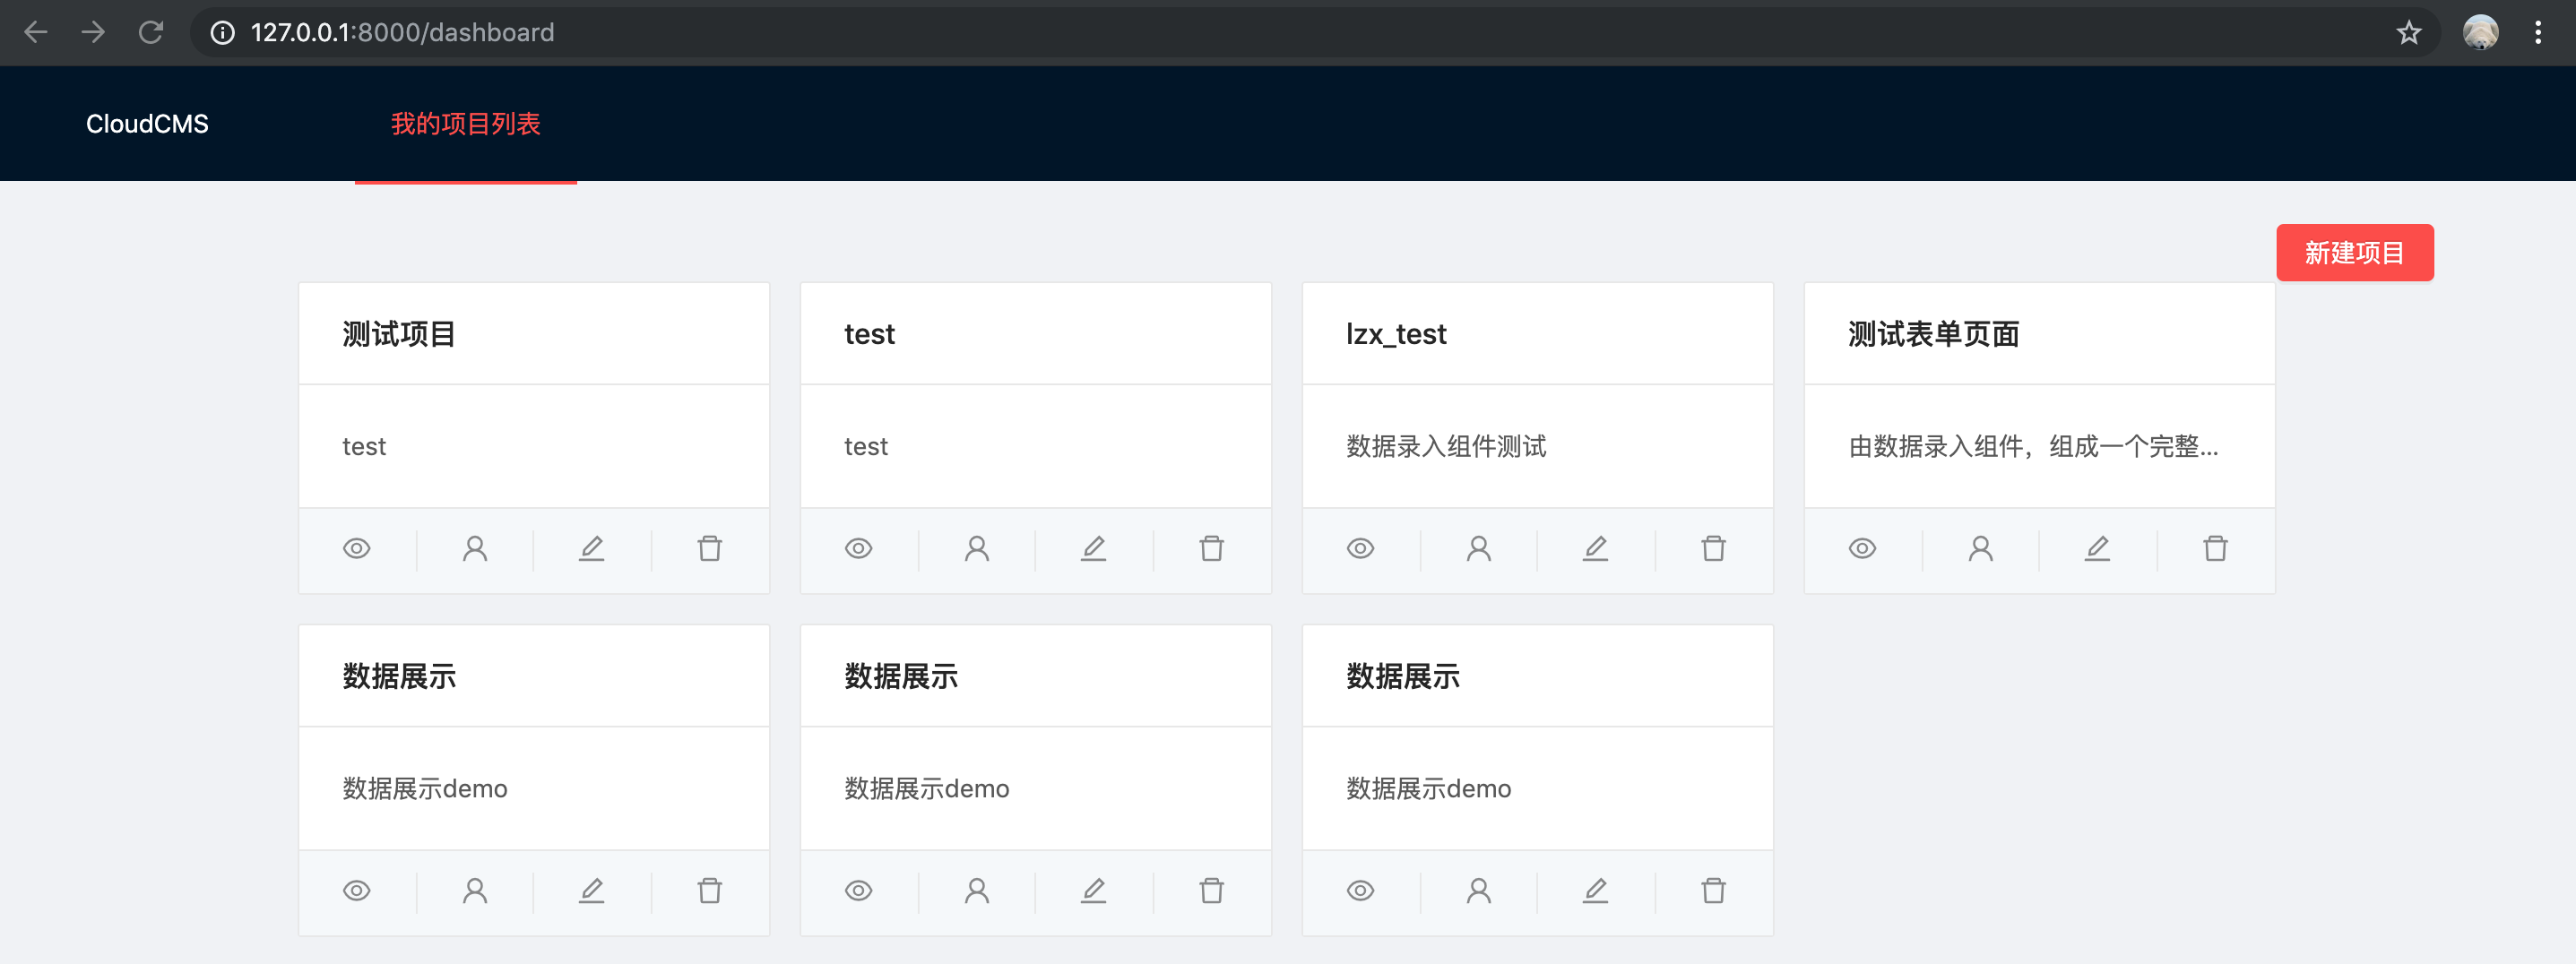 127.0.0.1:8000/dashboard
CloudCMS
我的项目列表
新建项目
测试项目
test
lzx_test
测试表单页面
test
test
数据录入组件测试
由数据录入组件，组成一个完整...
数据展示
数据展示
数据展示
数据展示demo
数据展示demo
数据展示demo